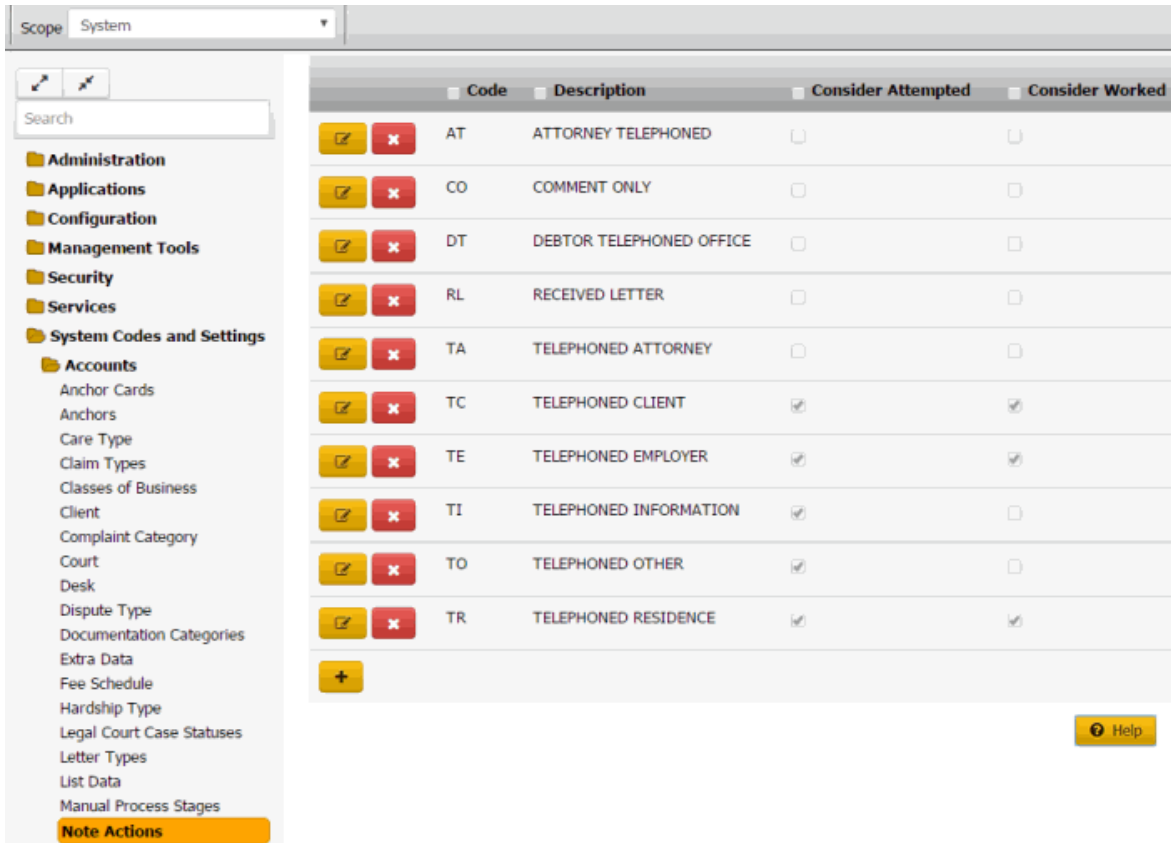 Scope System
Search
Administration
Applications
Configuration
Management Tools
Security
Services
System Codes and Settings
Accounts
Anchor Cards
Anchors
Care Type
Claim Types
Classes of Business
Client
Complaint Category
Court
Desk
Dispute Type
Documentation Categories
Extra Data
Fee Schedule
Hardship Type
Legal Court Case Statuses
Letter Types
List Data
Manual Process Stages
Note Actions
Code Description Consider Attempted Consider Worked
AT ATTORNEY TELEPHONED
CO COMMENT ONLY
DT DEBTOR TELEPHONED OFFICE
RL RECEIVED LETTER
TA TELEPHONED ATTORNEY
TC TELEPHONED CLIENT
TE TELEPHONED EMPLOYER
TI TELEPHONED INFORMATION
TO TELEPHONED OTHER
TR TELEPHONED RESIDENCE
Help